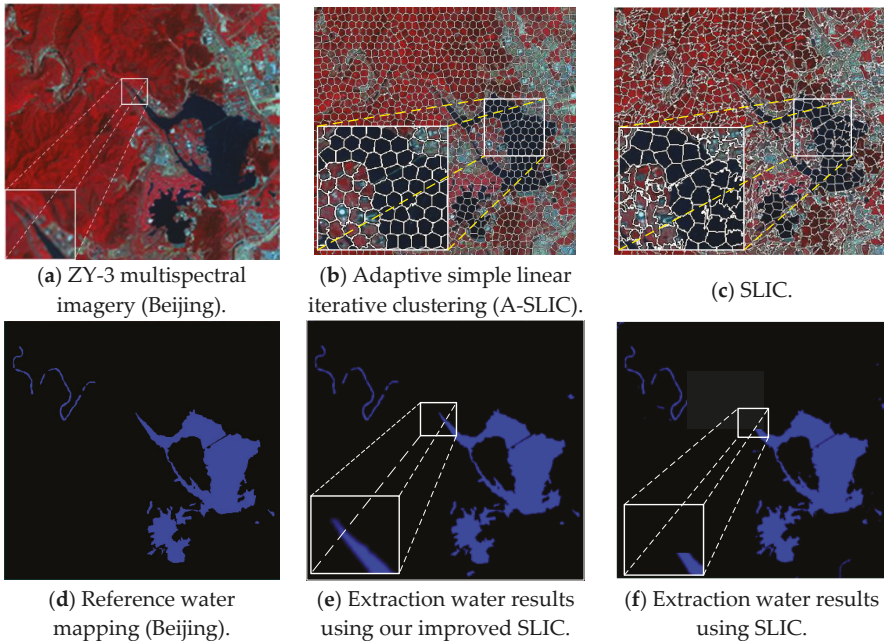 (a) ZY-3 multispectral
imagery (Beijing).
(b) Adaptive simple linear
iterative clustering (A-SLIC).
(c) SLIC.
(d) Reference water
mapping (Beijing).
(e) Extraction water results
using our improved SLIC.
(f) Extraction water results
using SLIC.